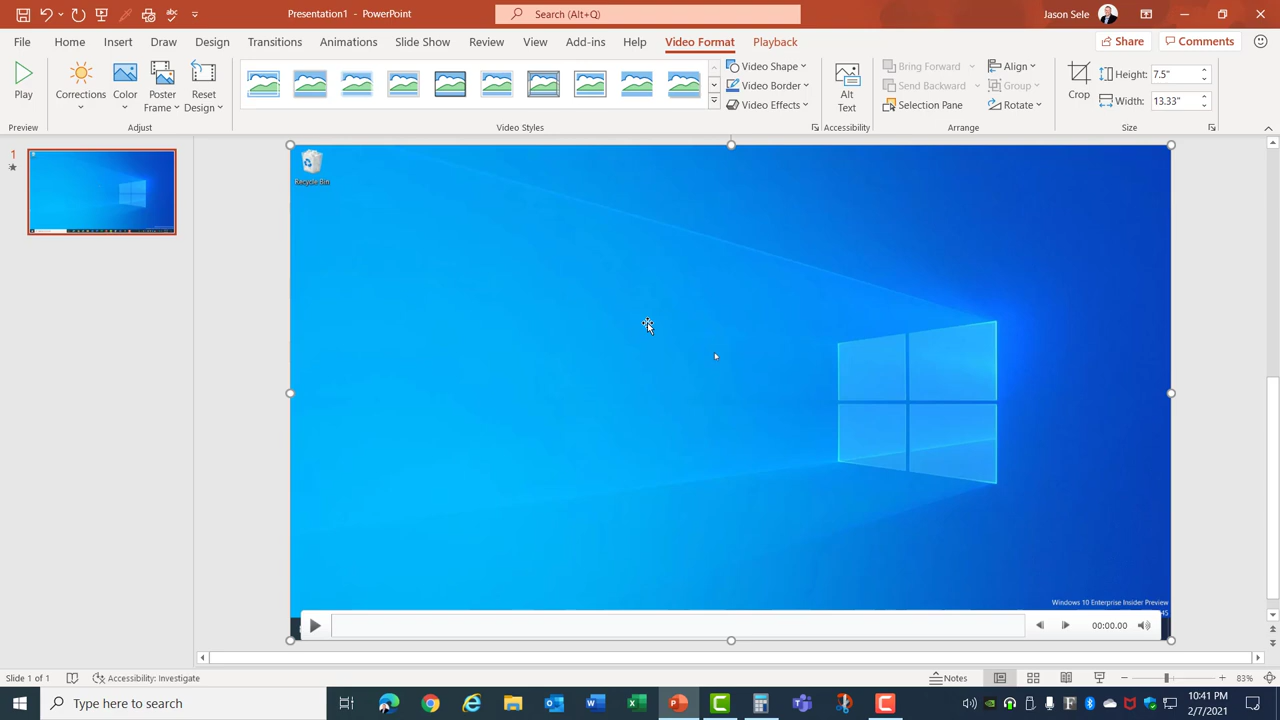 Presentation1 - PowerPoint
Search (Alt+Q)
Jason Sele
File Home Insert Draw Design Transitions Animations Slide Show Review View Add-ins Help Video Format Playback
Share Comments
Play
Corrections
Color
Poster Frame
Reset Design
Video Shape
Video Border
Video Effects
Alt Text
Bring Forward
Send Backward
Selection Pane
Align
Group
Rotate
Crop
Height: 7.5"
Width: 13.33"
Preview Adjust Video Styles Accessibility Arrange Size
1
Recycle Bin
Windows 10 Enterprise Insider Preview
00:00.00
Slide 1 of 1 Accessibility: Investigate Notes 83%
Type here to search
10:41 PM
2/7/2021